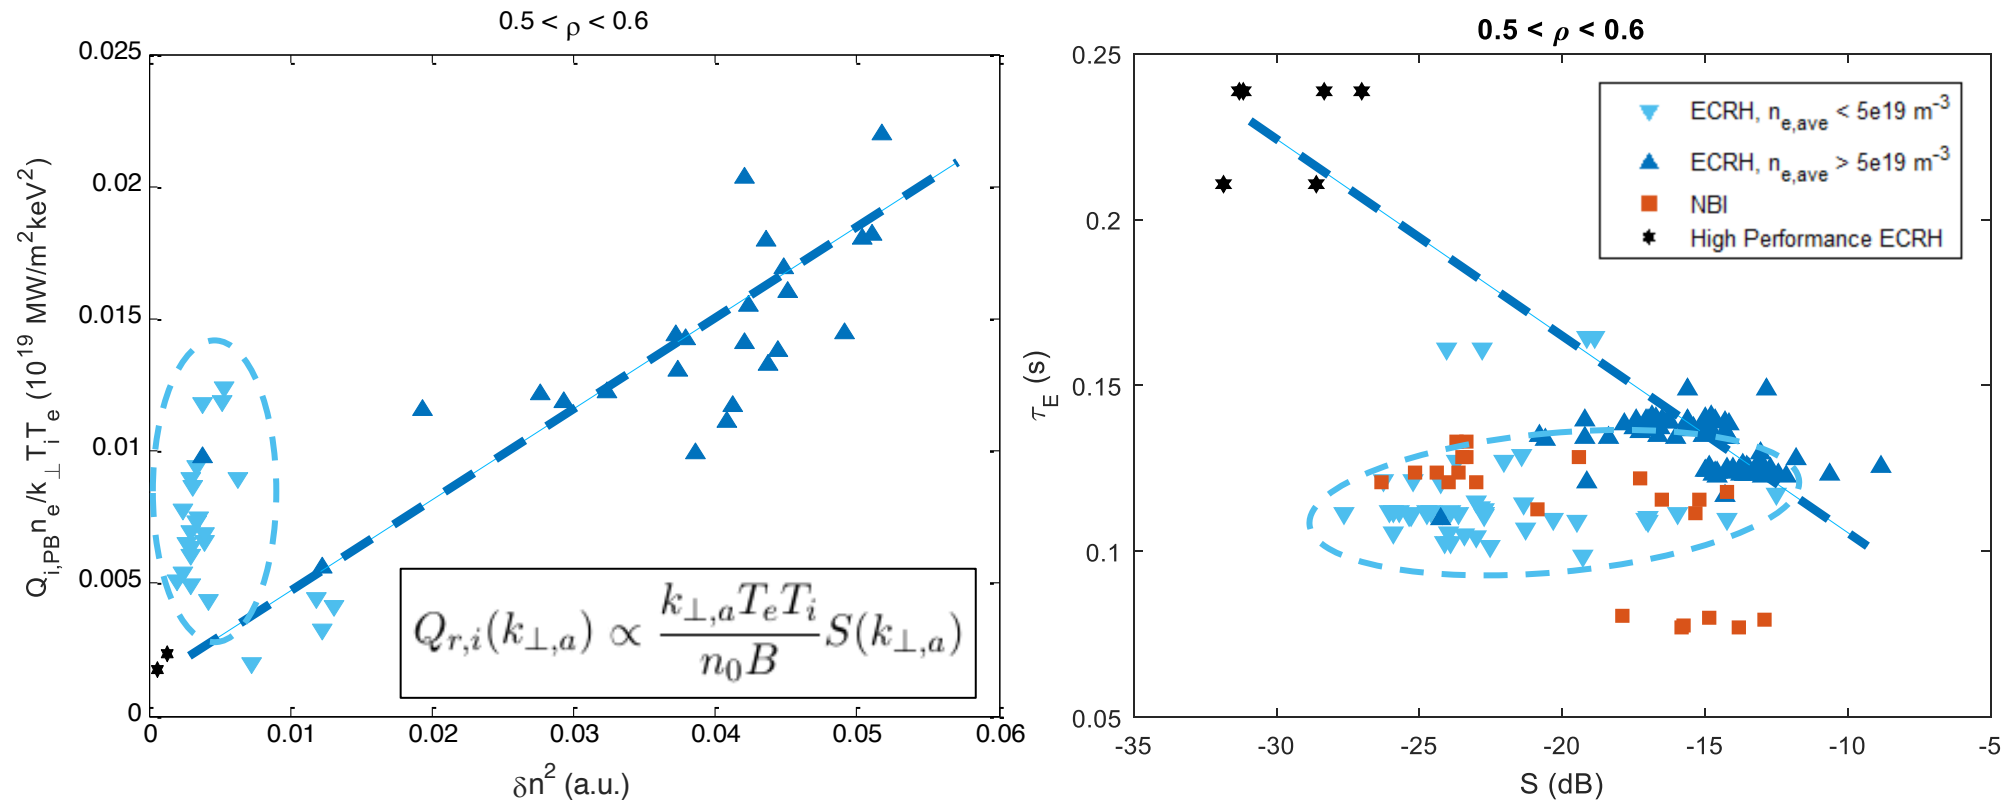 0.5 < ρ < 0.6
0.025
0.02
0.015
0.01
0.005
0
0
0.01
0.02
0.03
0.04
0.05
0.06
Q_{i,PB}n_e/k_⊥T_iT_e (10^{19} MW/m^2keV^2)
δn^2 (a.u.)
Q_{r,i}(k_{⊥,a}) ∝ \frac{k_{⊥,a}T_eT_i}{n_0B}S(k_{⊥,a})
0.5 < ρ < 0.6
0.25
0.2
0.15
0.1
0.05
-35
-30
-25
-20
-15
-10
-5
τ_E (s)
S (dB)
ECRH, n_{e,ave} < 5e19 m^{-3}
ECRH, n_{e,ave} > 5e19 m^{-3}
NBI
High Performance ECRH